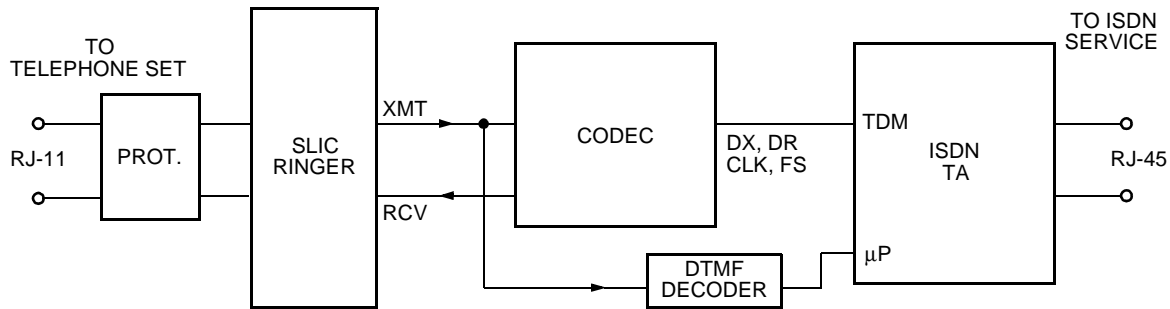 TO
TELEPHONE SET
RJ-11
PROT.
SLIC
RINGER
XMT
RCV
CODEC
DX, DR
CLK, FS
DTMF
DECODER
TDM
ISDN
TA
μP
TO ISDN
SERVICE
RJ-45